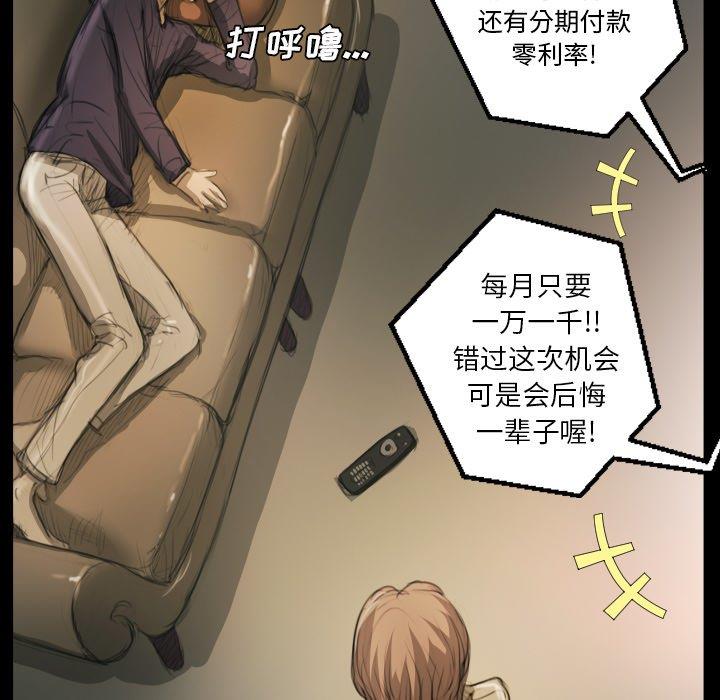 还有分期付款
零利率!
打呼噜...
每月只要
一万一千!!
错过这次机会
可是会后悔
一辈子喔!